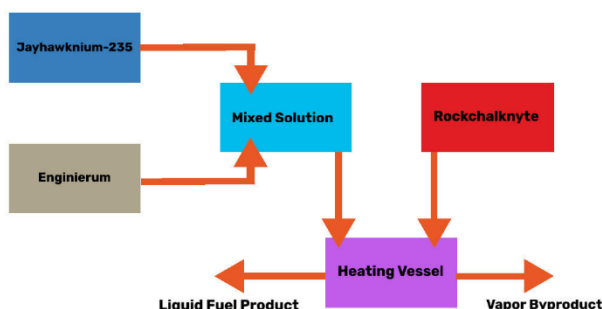 Jayhawknium-235
Mixed Solution
Rockchalknyte
Enginierum
Heating Vessel
Liquid Fuel Product
Vapor Byproduct